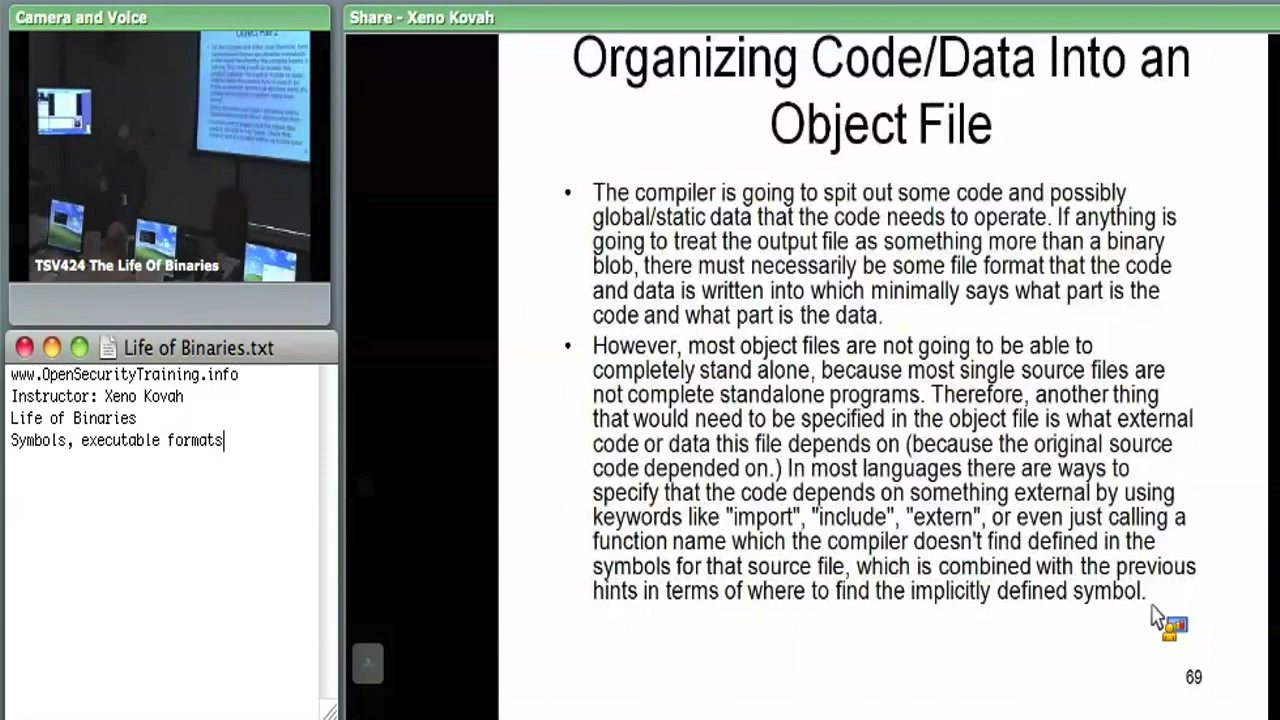 Camera and Voice
TSV424 The Life Of Binaries
Life of Binaries.txt
www.OpenSecurityTraining.info
Instructor: Xeno Kovah
Life of Binaries
Symbols, executable formats
Share - Xeno Kovah
Organizing Code/Data Into an
Object File
• The compiler is going to spit out some code and possibly
global/static data that the code needs to operate. If anything is
going to treat the output file as something more than a binary
blob, there must necessarily be some file format that the code
and data is written into which minimally says what part is the
code and what part is the data.
• However, most object files are not going to be able to
completely stand alone, because most single source files are
not complete standalone programs. Therefore, another thing
that would need to be specified in the object file is what external
code or data this file depends on (because the original source
code depended on.) In most languages there are ways to
specify that the code depends on something external by using
keywords like "import", "include", "extern", or even just calling a
function name which the compiler doesn't find defined in the
symbols for that source file, which is combined with the previous
hints in terms of where to find the implicitly defined symbol.
69